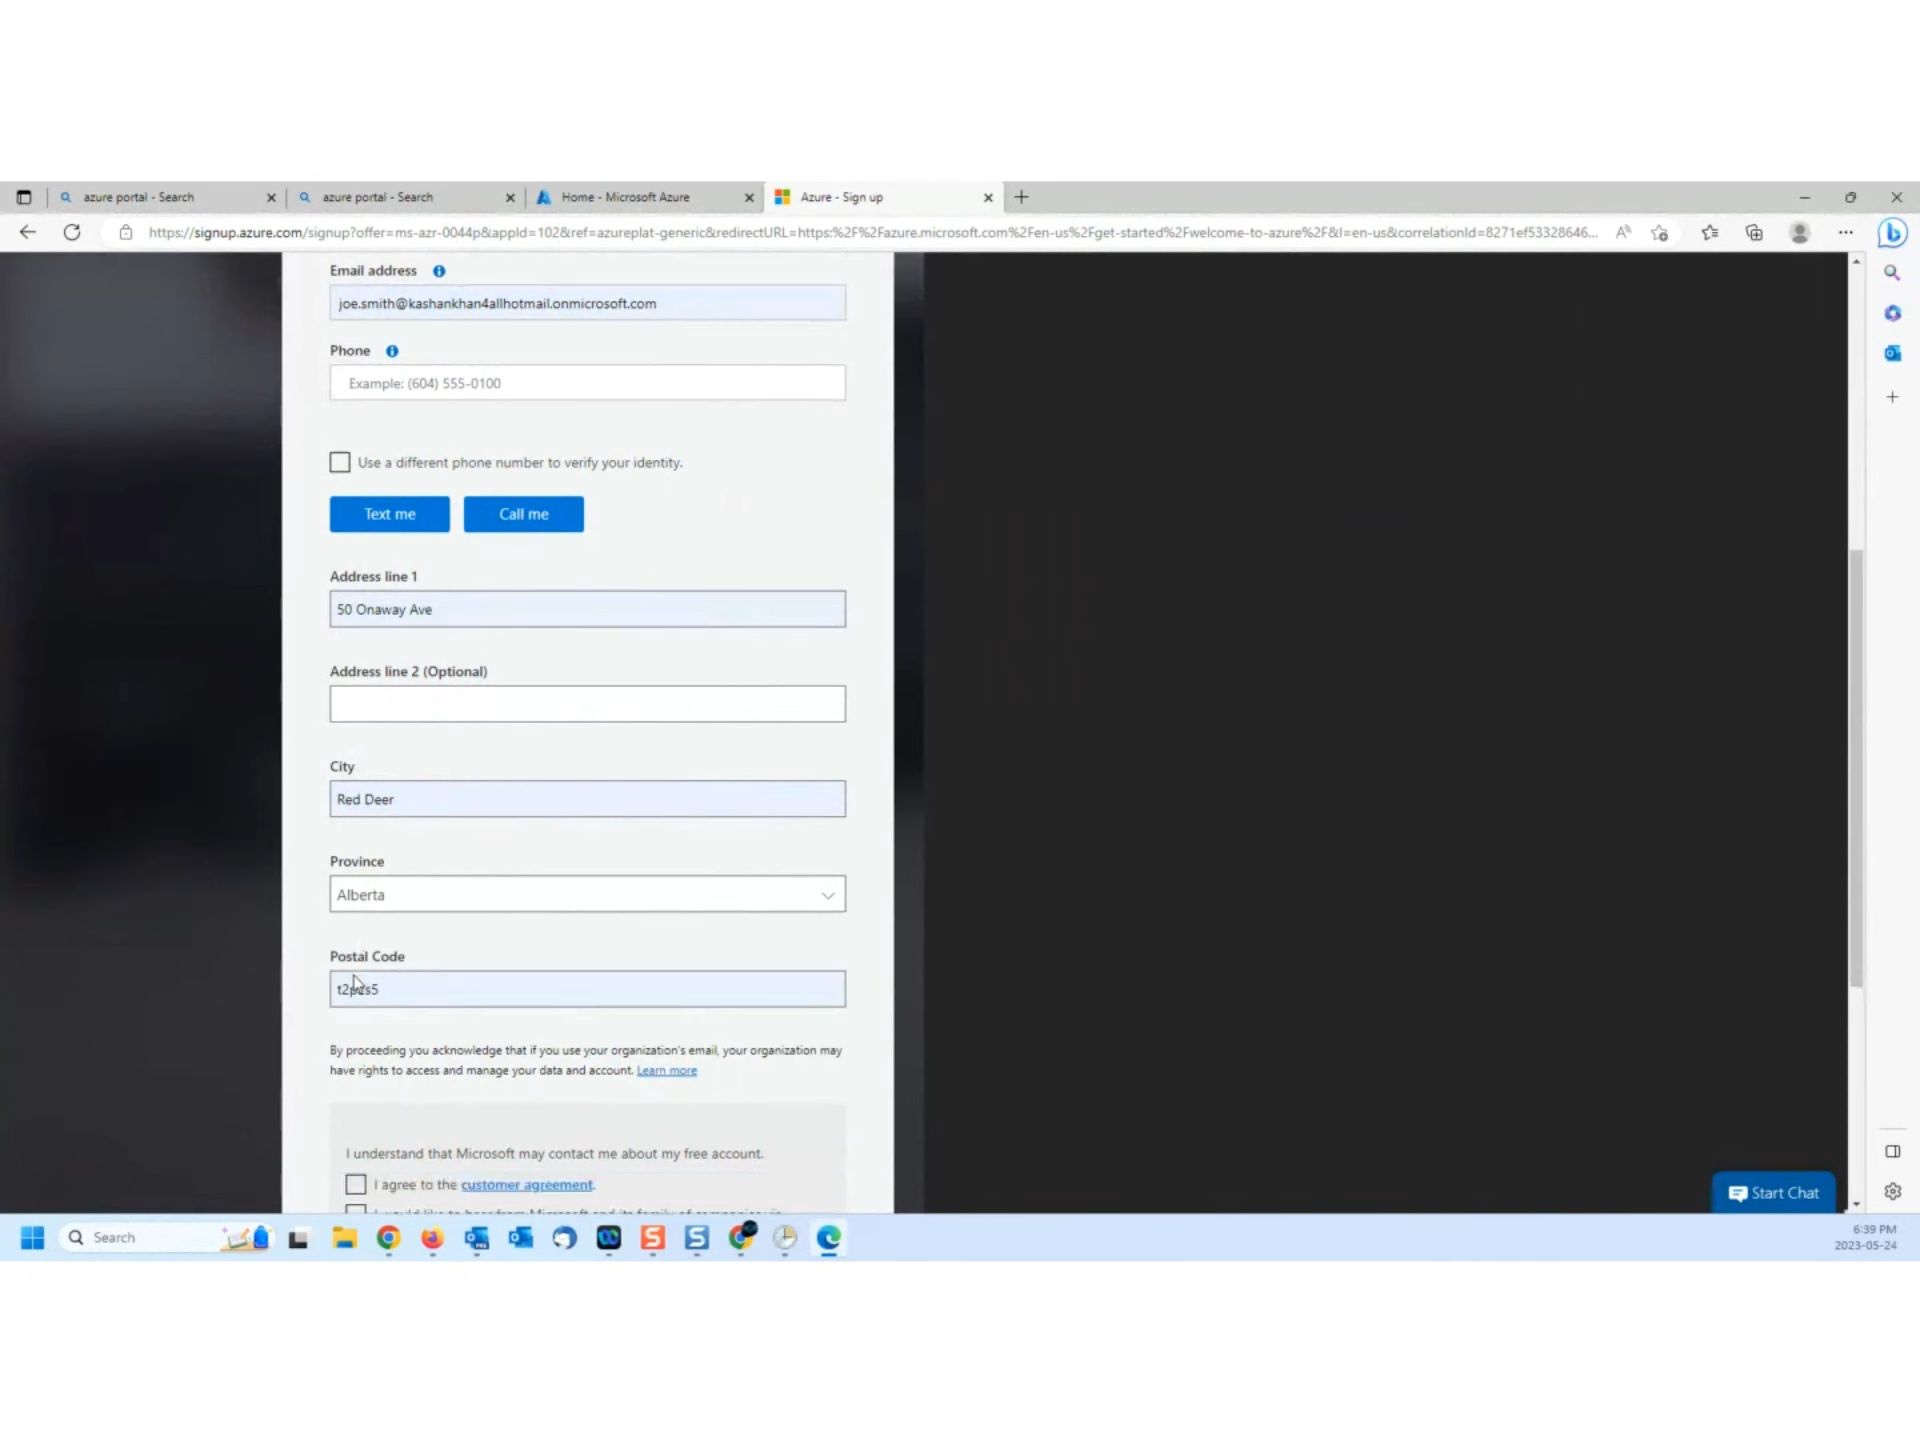 azure portal - Search
azure portal - Search
Home - Microsoft Azure
Azure - Sign up
https://signup.azure.com/signup?offer=ms-azr-0044p&appId=102&ref=azureplat-generic&redirectURL=https:%2F%2Fazure.microsoft.com%2Fen-us%2Fget-started%2Fwelcome-to-azure%2F&l=en-us&correlationId=8271ef53328646...
Email address
joe.smith@kashankhan4allhotmail.onmicrosoft.com
Phone
Example: (604) 555-0100
Use a different phone number to verify your identity.
Text me
Call me
Address line 1
50 Onaway Ave
Address line 2 (Optional)
City
Red Deer
Province
Alberta
Postal Code
By proceeding you acknowledge that if you use your organization's email, your organization may
have rights to access and manage your data and account. Learn more
I understand that Microsoft may contact me about my free account.
I agree to the customer agreement.
Start Chat
Search
6:39 PM
2023-05-24